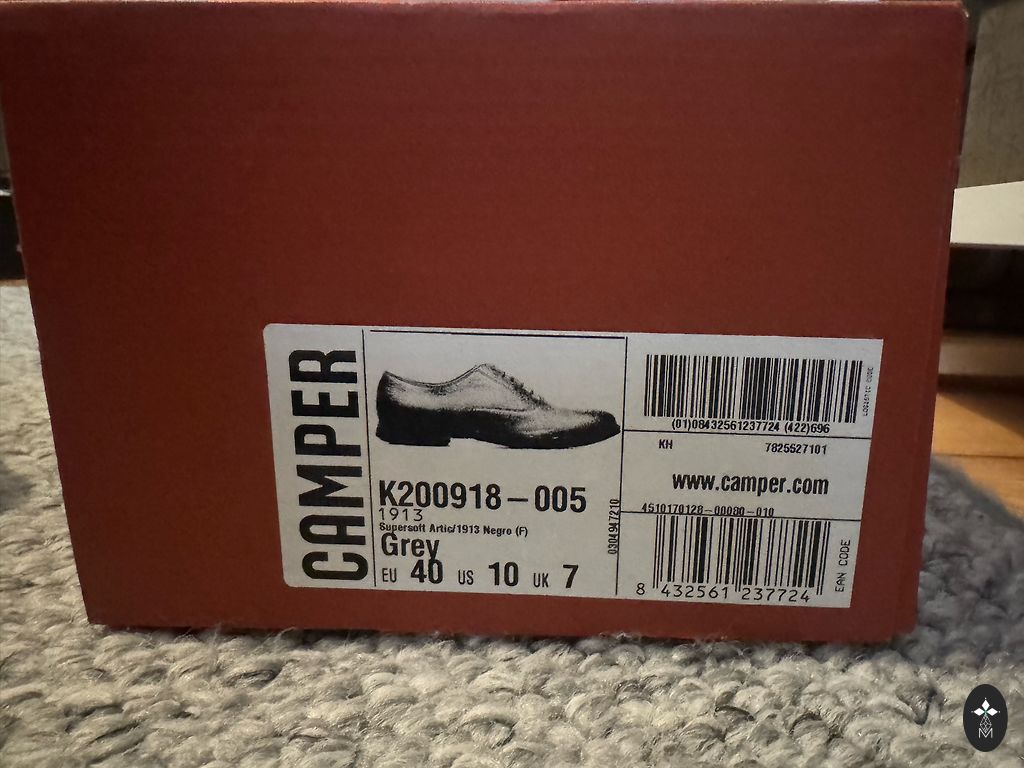 CAMPER
K200918-005
1913
Supersoft Artic/1913 Negro (F)
Grey
EU 40 US 10 UK 7
0304947210
(01)08432561237724 (422)696
KH 7825527101
www.camper.com
4510170128-00080-010
8 432561 237724
EAN CODE
M